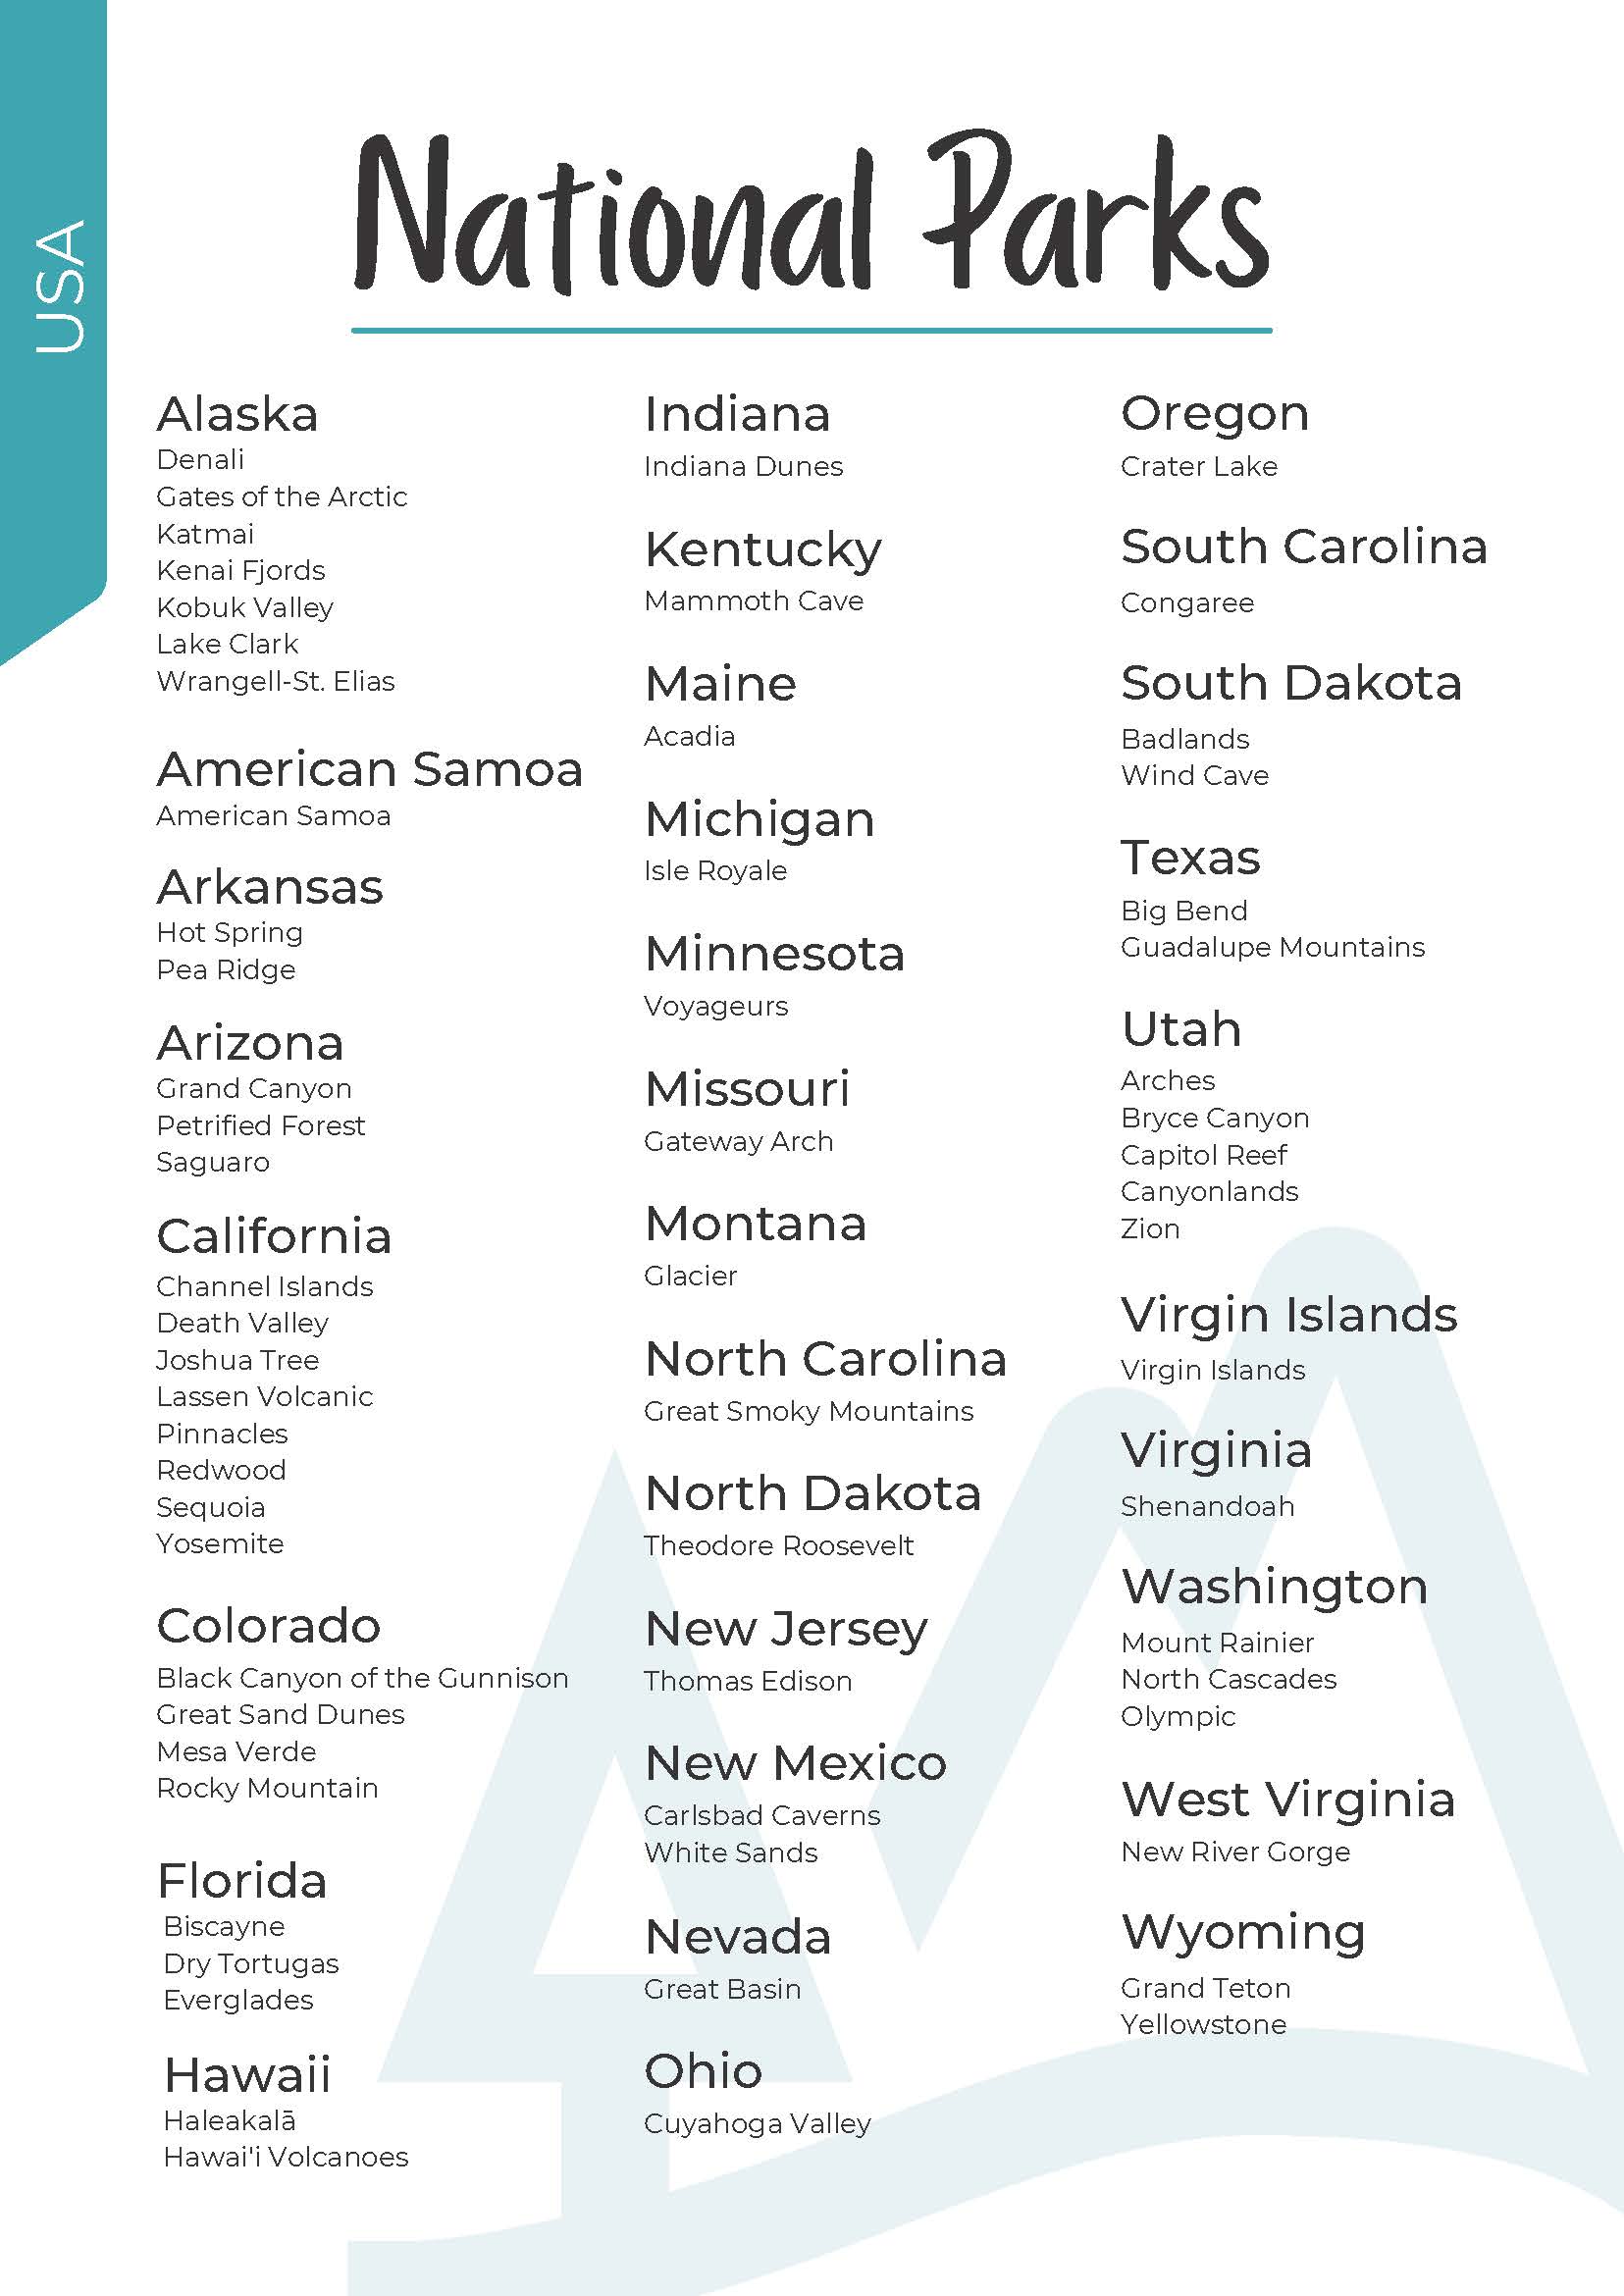 USA
National Parks
Alaska
Denali
Gates of the Arctic
Katmai
Kenai Fjords
Kobuk Valley
Lake Clark
Wrangell-St. Elias
American Samoa
American Samoa
Arkansas
Hot Spring
Pea Ridge
Arizona
Grand Canyon
Petrified Forest
Saguaro
California
Channel Islands
Death Valley
Joshua Tree
Lassen Volcanic
Pinnacles
Redwood
Sequoia
Yosemite
Colorado
Black Canyon of the Gunnison
Great Sand Dunes
Mesa Verde
Rocky Mountain
Florida
Biscayne
Dry Tortugas
Everglades
Hawaii
Haleakalā
Hawai'i Volcanoes
Indiana
Indiana Dunes
Kentucky
Mammoth Cave
Maine
Acadia
Michigan
Isle Royale
Minnesota
Voyageurs
Missouri
Gateway Arch
Montana
Glacier
North Carolina
Great Smoky Mountains
North Dakota
Theodore Roosevelt
New Jersey
Thomas Edison
New Mexico
Carlsbad Caverns
White Sands
Nevada
Great Basin
Ohio
Cuyahoga Valley
Oregon
Crater Lake
South Carolina
Congaree
South Dakota
Badlands
Wind Cave
Texas
Big Bend
Guadalupe Mountains
Utah
Arches
Bryce Canyon
Capitol Reef
Canyonlands
Zion
Virgin Islands
Virgin Islands
Virginia
Shenandoah
Washington
Mount Rainier
North Cascades
Olympic
West Virginia
New River Gorge
Wyoming
Grand Teton
Yellowstone